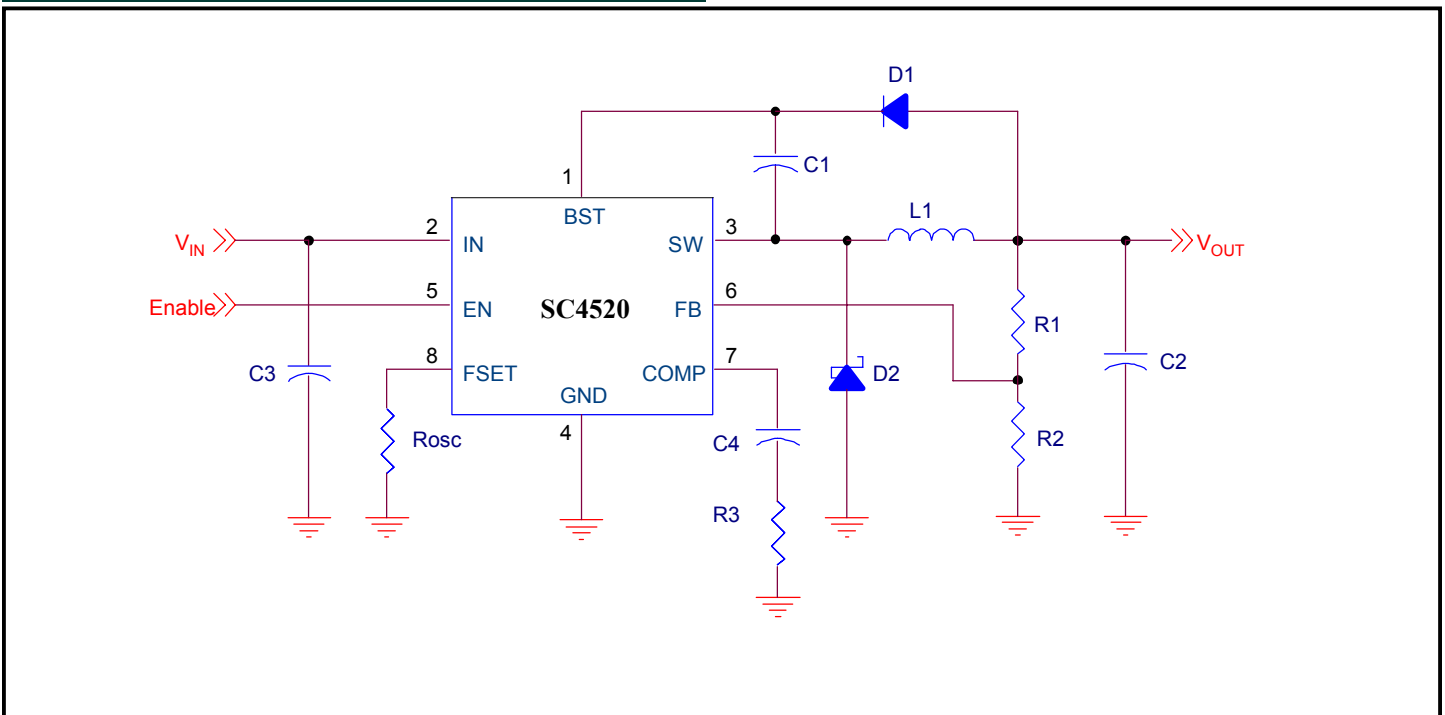 D1
C1
1
BST
L1
V_IN
2
IN
SW
3
V_OUT
Enable
5
EN
SC4520
FB
6
R1
C3
8
FSET
COMP
7
D2
C2
GND
4
Rosc
C4
R2
R3